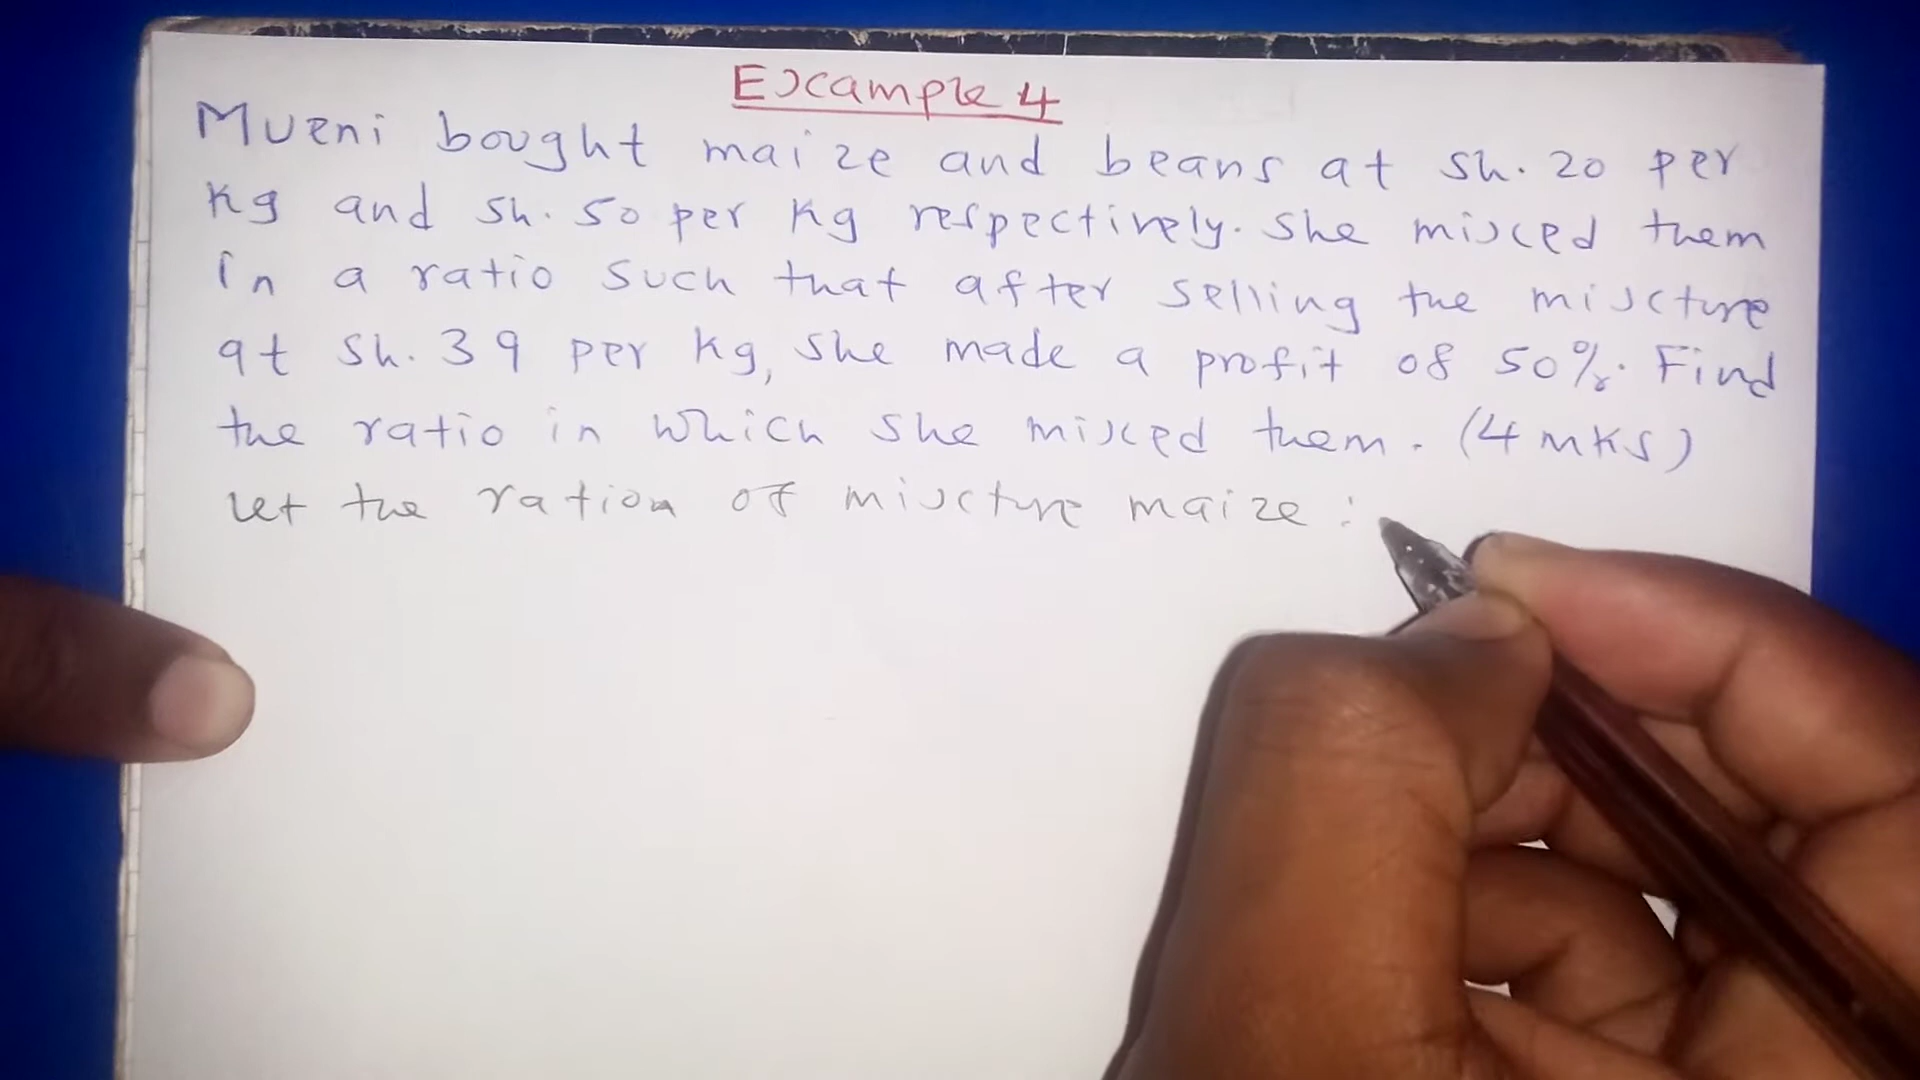 Example 4
Mueni bought maize and beans at sh. 20 per
kg and sh. 50 per kg respectively. She mixed them
in a ratio such that after selling the mixture
at sh. 39 per kg, she made a profit of 50%. Find
the ratio in which she mixed them. (4 mks)
let the ration of mixture maize :